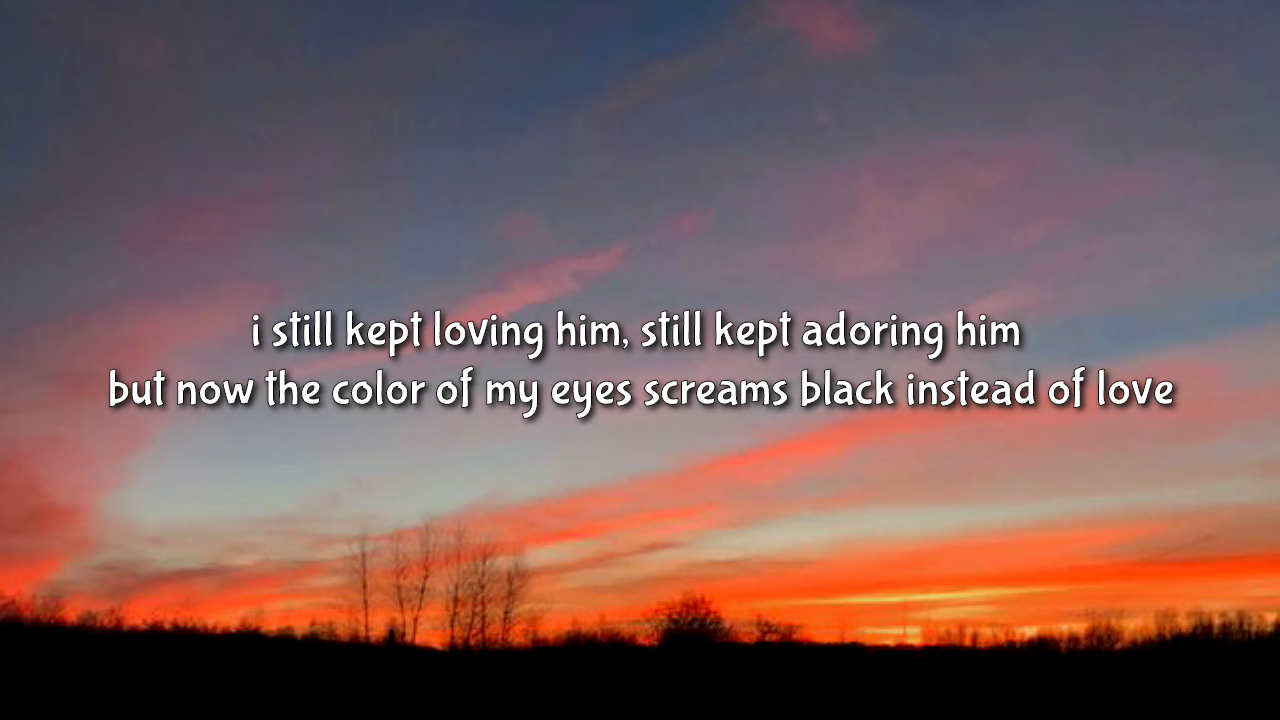 i still kept loving him, still kept adoring him
but now the color of my eyes screams black instead of love